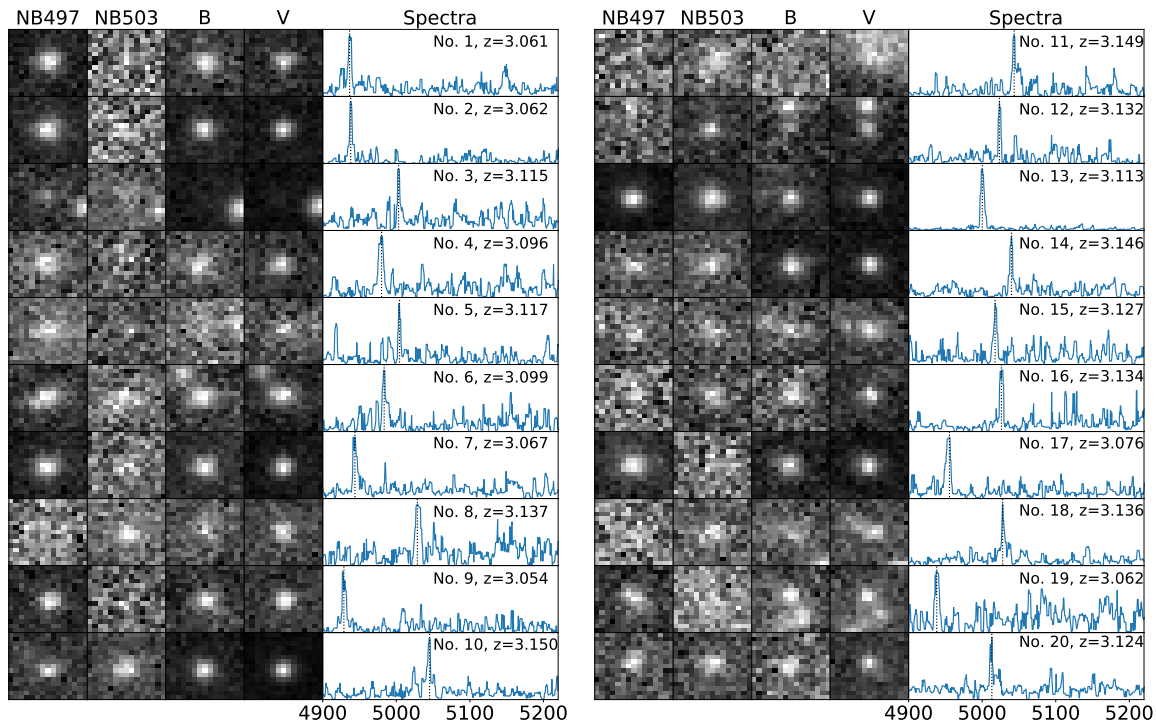 NB497 NB503 B V Spectra
No. 1, z=3.061
No. 2, z=3.062
No. 3, z=3.115
No. 4, z=3.096
No. 5, z=3.117
No. 6, z=3.099
No. 7, z=3.067
No. 8, z=3.137
No. 9, z=3.054
No. 10, z=3.150
4900 5000 5100 5200
NB497 NB503 B V Spectra
No. 11, z=3.149
No. 12, z=3.132
No. 13, z=3.113
No. 14, z=3.146
No. 15, z=3.127
No. 16, z=3.134
No. 17, z=3.076
No. 18, z=3.136
No. 19, z=3.062
No. 20, z=3.124
4900 5000 5100 5200